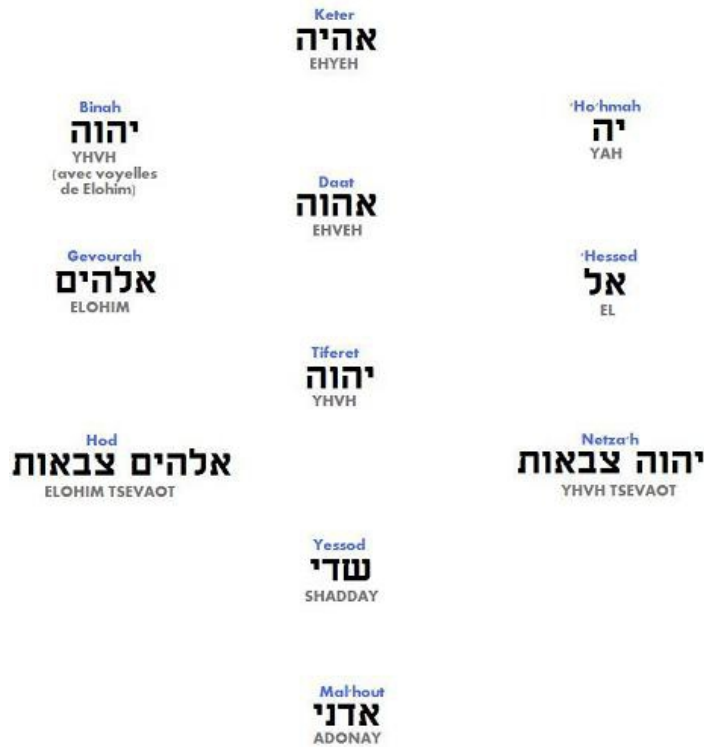 Keter
אהיה
EHYEH
Binah
יהוה
YHVH
(avec voyelles
de Elohim)
'Ho'hmah
יה
YAH
Daat
אהוה
EHVEH
Gevourah
אלהים
ELOHIM
'Hessed
אל
EL
Tiferet
יהוה
YHVH
Hod
אלהים צבאות
ELOHIM TSEVAOT
Netza'h
יהוה צבאות
YHVH TSEVAOT
Yessod
שדי
SHADDAY
Mal'hout
אדני
ADONAY